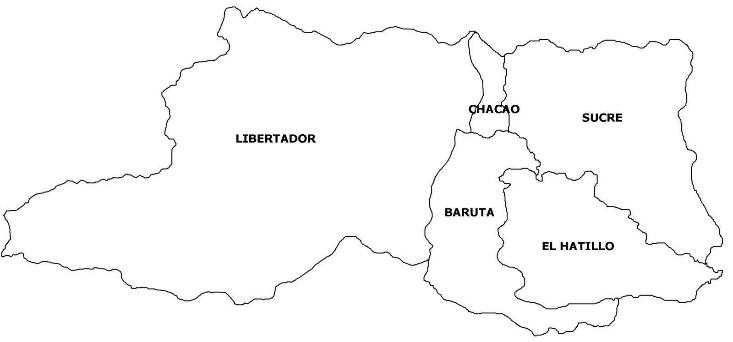 CHACAO
SUCRE
LIBERTADOR
BARUTA
EL HATILLO